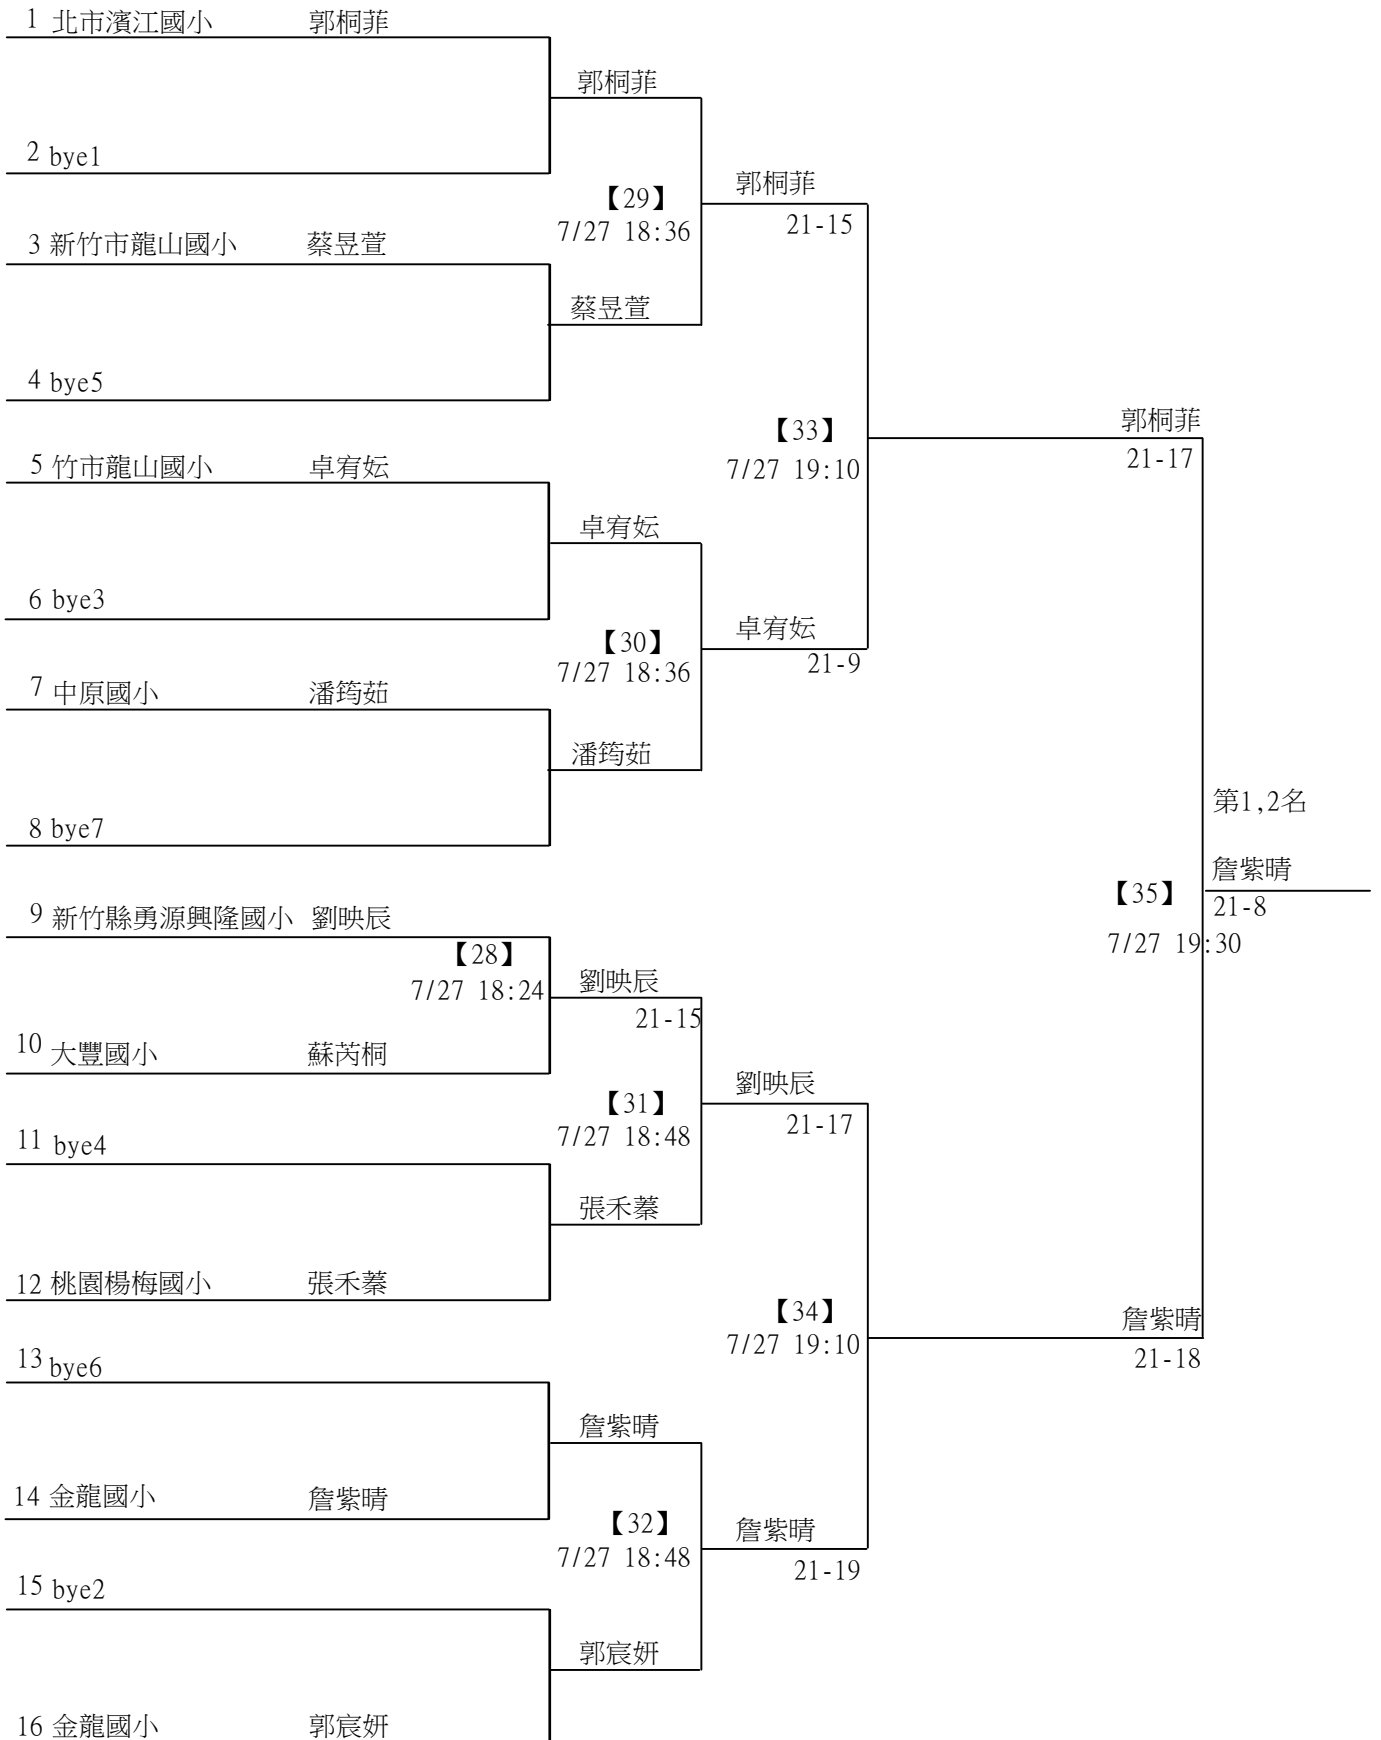 1 北市濱江國小 郭桐菲
郭桐菲
2 bye1
【29】
7/27 18:36
郭桐菲
21-15
3 新竹市龍山國小 蔡昱萱
蔡昱萱
4 bye5
【33】
7/27 19:10
郭桐菲
21-17
5 竹市龍山國小 卓宥妘
卓宥妘
6 bye3
【30】
7/27 18:36
卓宥妘
21-9
7 中原國小 潘筠茹
潘筠茹
8 bye7
第1,2名
【35】
7/27 19:30
詹紫晴
21-8
9 新竹縣勇源興隆國小 劉映辰
【28】
7/27 18:24
劉映辰
21-15
10 大豐國小 蘇芮桐
【31】
7/27 18:48
劉映辰
21-17
11 bye4
張禾蓁
12 桃園楊梅國小 張禾蓁
【34】
7/27 19:10
詹紫晴
21-18
13 bye6
詹紫晴
14 金龍國小 詹紫晴
【32】
7/27 18:48
詹紫晴
21-19
15 bye2
郭宸妍
16 金龍國小 郭宸妍